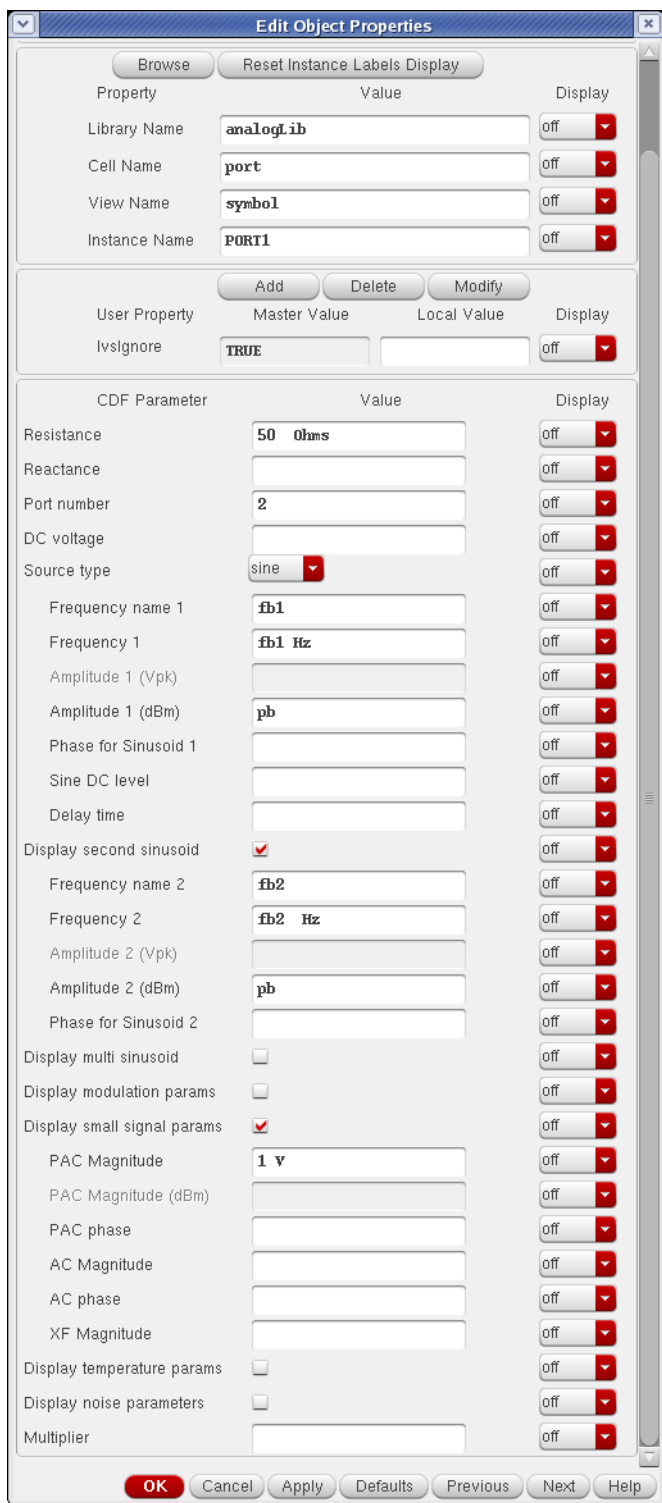 Edit Object Properties
Browse Reset Instance Labels Display
Property Value Display
Library Name analogLib off
Cell Name port off
View Name symbol off
Instance Name PORT1 off
Add Delete Modify
User Property Master Value Local Value Display
lvsIgnore TRUE off
CDF Parameter Value Display
Resistance 50 Ohms off
Reactance off
Port number 2 off
DC voltage off
Source type sine off
Frequency name 1 fb1 off
Frequency 1 fb1 Hz off
Amplitude 1 (Vpk) off
Amplitude 1 (dBm) pb off
Phase for Sinusoid 1 off
Sine DC level off
Delay time off
Display second sinusoid off
Frequency name 2 fb2 off
Frequency 2 fb2 Hz off
Amplitude 2 (Vpk) off
Amplitude 2 (dBm) pb off
Phase for Sinusoid 2 off
Display multi sinusoid off
Display modulation params off
Display small signal params off
PAC Magnitude 1 V off
PAC Magnitude (dBm) off
PAC phase off
AC Magnitude off
AC phase off
XF Magnitude off
Display temperature params off
Display noise parameters off
Multiplier off
OK Cancel Apply Defaults Previous Next Help